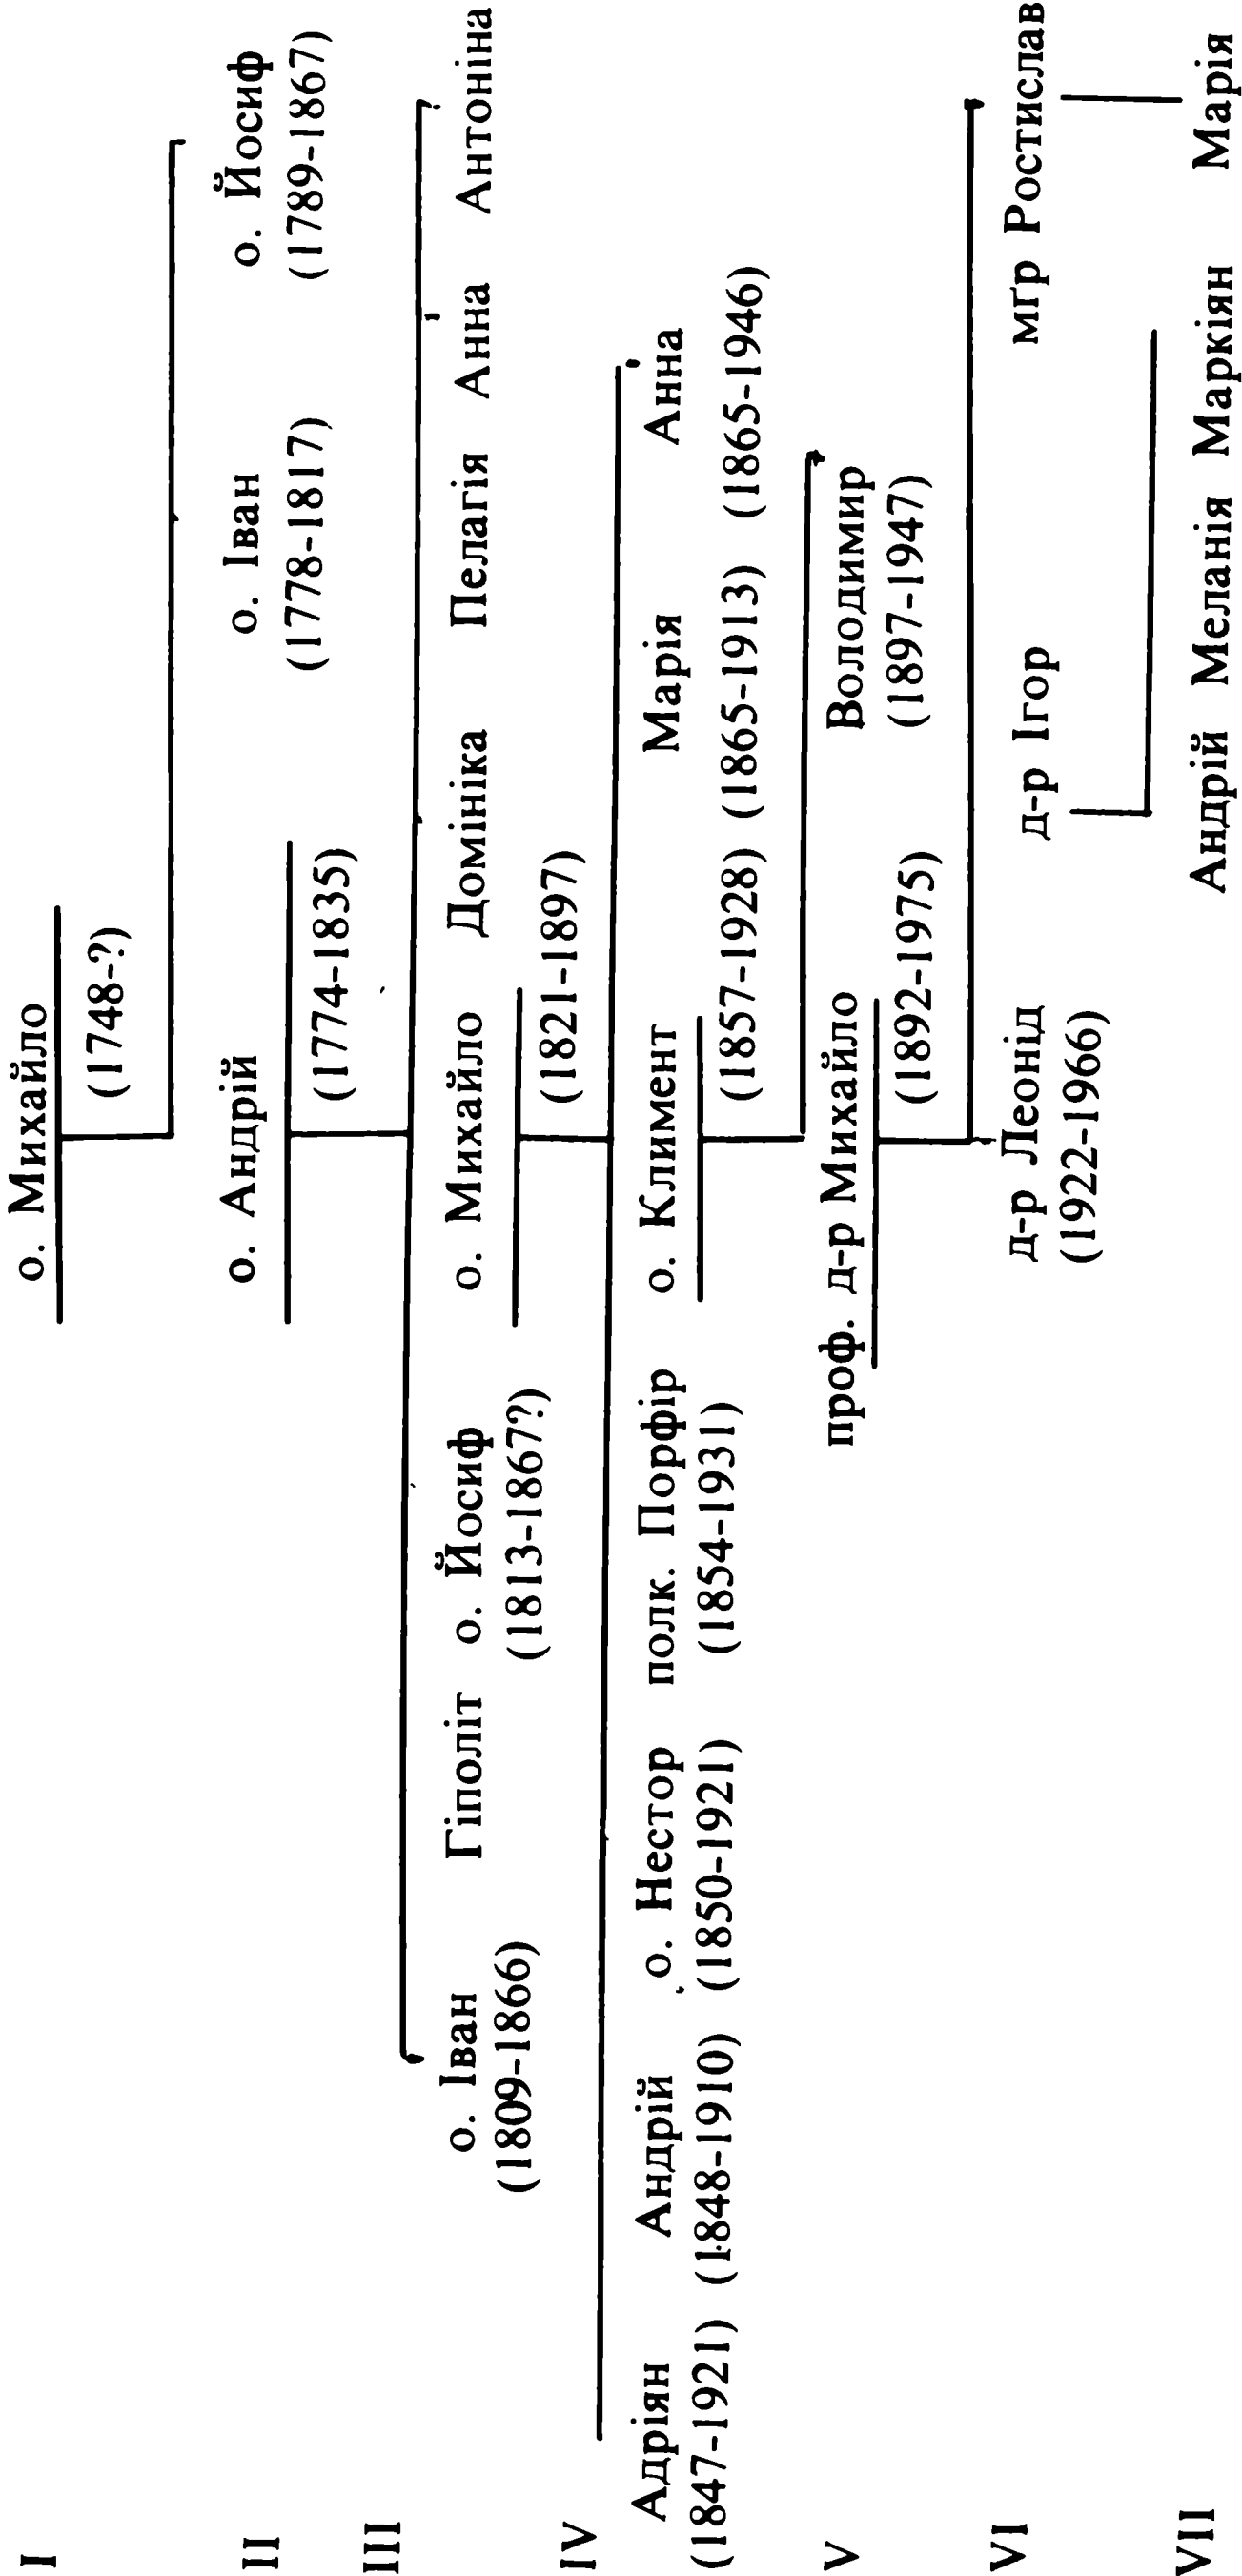 I
о. Михайло
(1748-?)
II
о. Андрій о. Іван о. Йосиф
(1774-1835) (1778-1817) (1789-1867)
III
о. Іван Гіполіт о. Йосиф о. Михайло Домініка Пелагія Анна Антоніна
(1809-1866) (1813-1867?) (1821-1897)
IV
Адріян Андрій о. Нестор полк. Порфір о. Климент Марія Анна
(1847-1921) (1848-1910) (1850-1921) (1854-1931) (1857-1928) (1865-1913) (1865-1946)
V
проф. д-р Михайло Володимир
(1892-1975) (1897-1947)
VI
д-р Леонід д-р Ігор мґр Ростислав
(1922-1966)
VII
Андрій Меланія Маркіян Марія